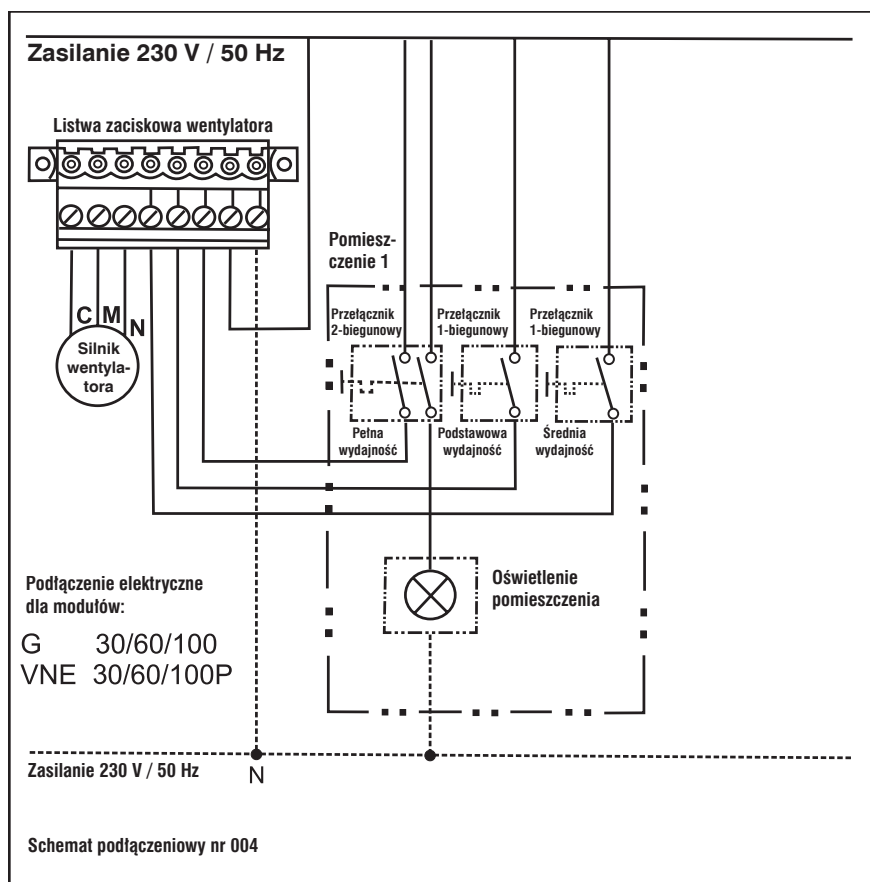 Zasilanie 230 V / 50 Hz
Listwa zaciskowa wentylatora
C M N
Silnik
wentyla-
tora
Pomiesz-
czenie 1
Przełącznik
2-biegunowy
Przełącznik
1-biegunowy
Przełącznik
1-biegunowy
Pełna
wydajność
Podstawowa
wydajność
Średnia
wydajność
Oświetlenie
pomieszczenia
Podłączenie elektryczne
dla modułów:
G 30/60/100
VNE 30/60/100P
Zasilanie 230 V / 50 Hz
N
Schemat podłączeniowy nr 004